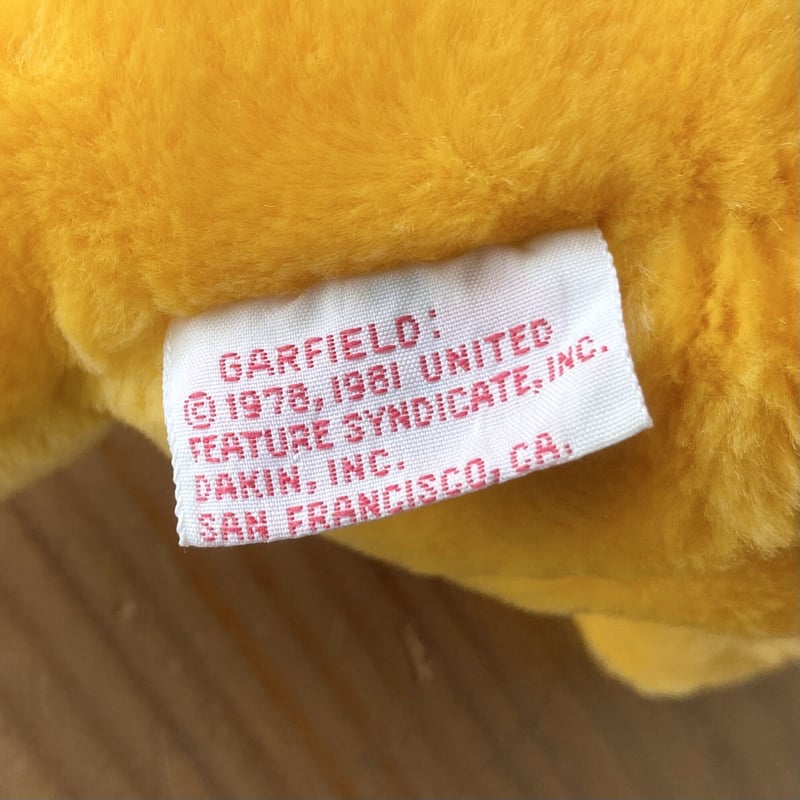 GARFIELD:
© 1978, 1981 UNITED
FEATURE SYNDICATE, INC.
DAKIN, INC.
SAN FRANCISCO, CA.